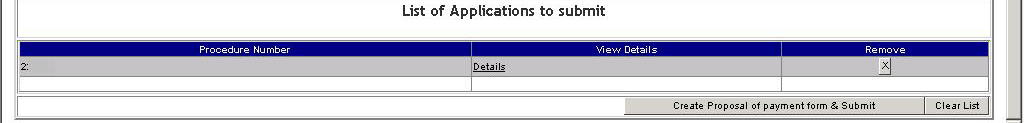 List of Applications to submit
Procedure Number View Details Remove
2: Details X
Create Proposal of payment form & Submit Clear List